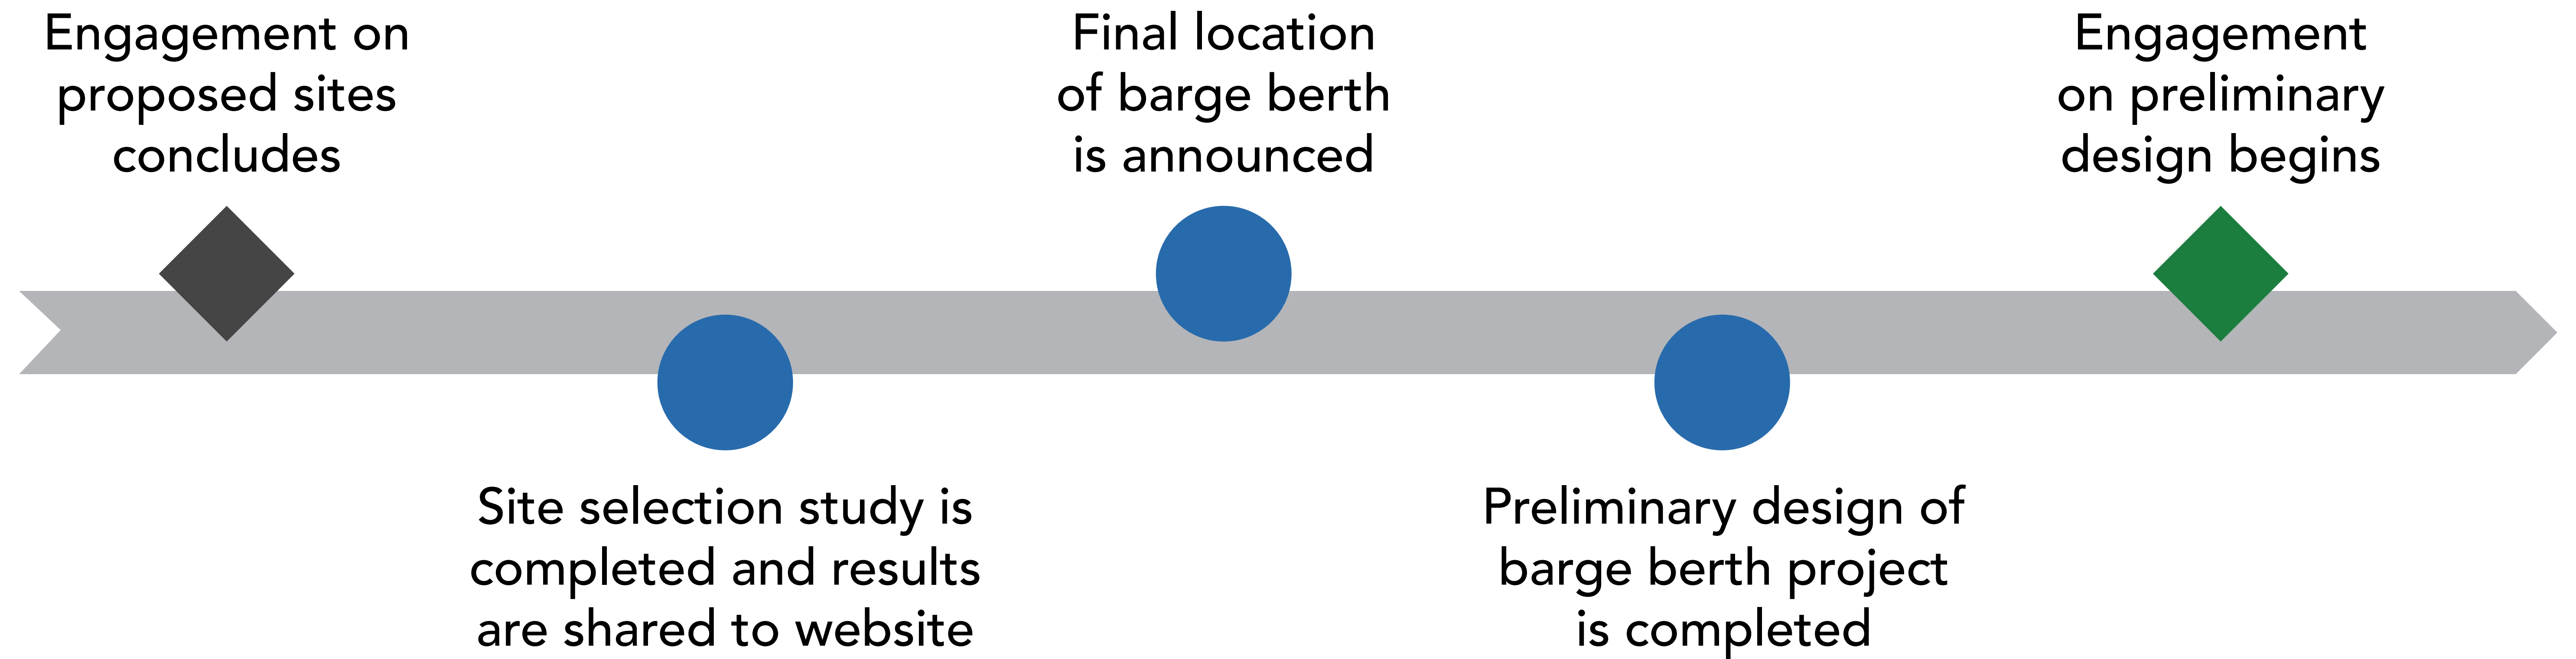 Engagement on
proposed sites
concludes
Site selection study is
completed and results
are shared to website
Final location
of barge berth
is announced
Preliminary design of
barge berth project
is completed
Engagement
on preliminary
design begins